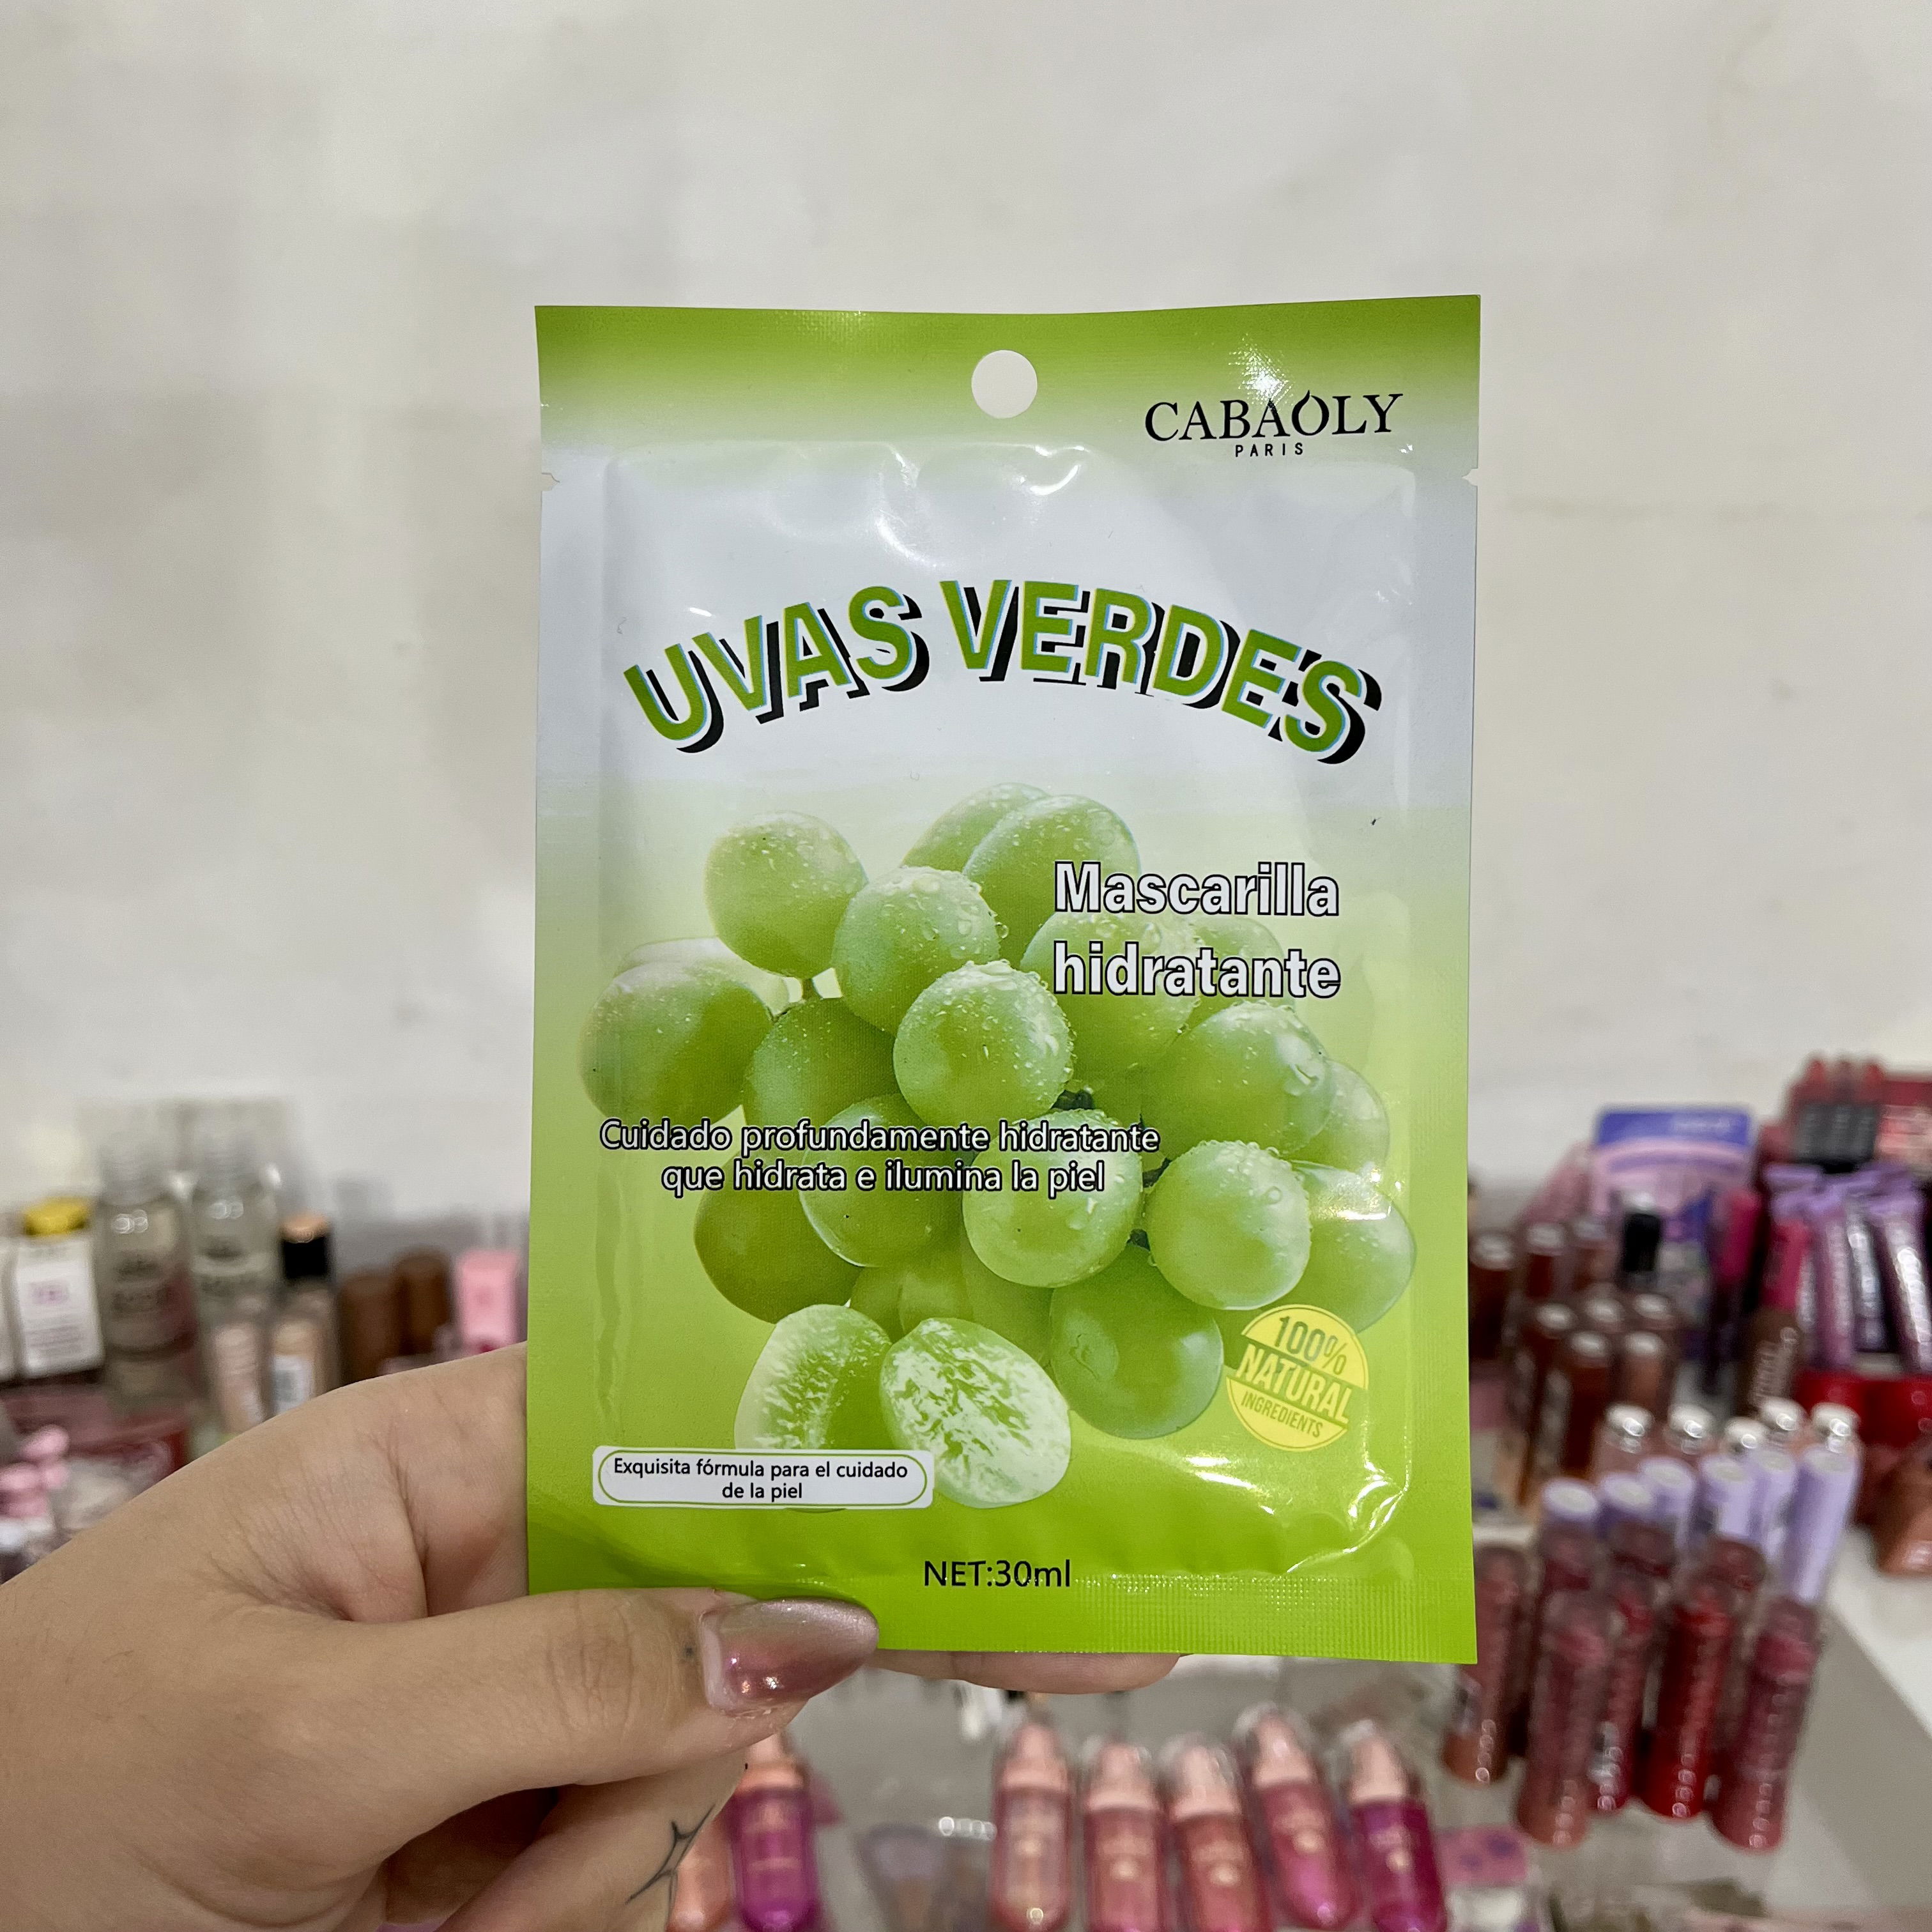 CABAOLY
PARIS
UVAS VERDES
Mascarilla
hidratante
Cuidado profundamente hidratante
que hidrata e ilumina la piel
100%
NATURAL
INGREDIENTS
Exquisita fórmula para el cuidado
de la piel
NET:30ml